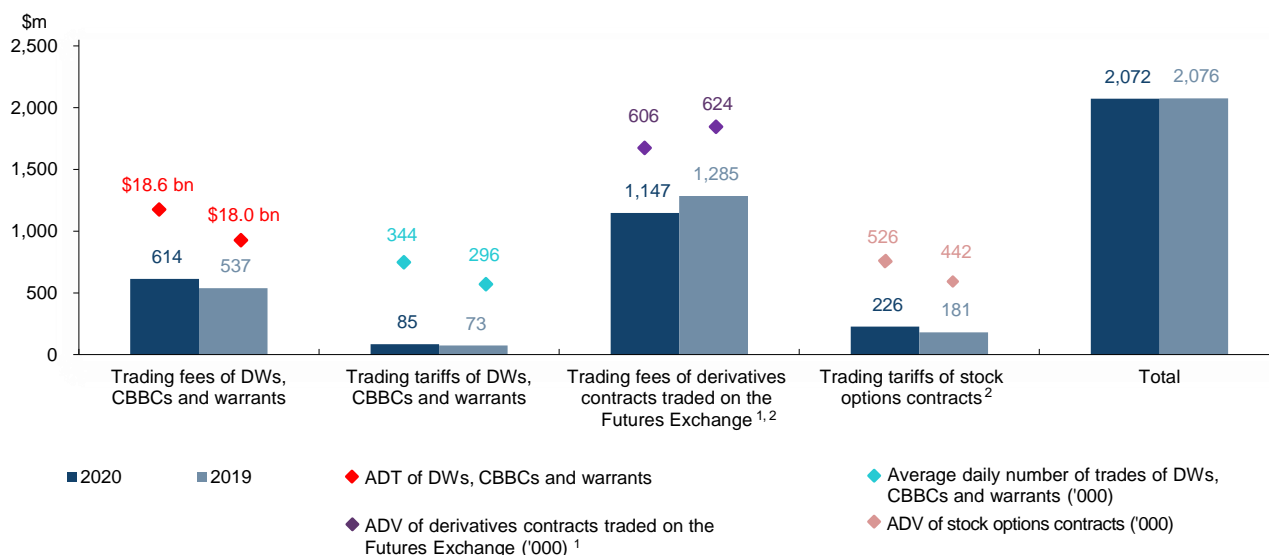 $m
2,500
2,000
1,500
1,000
500
0
$18.6 bn
$18.0 bn
614
537
344
296
85
73
606
624
1,147
1,285
526
442
226
181
2,072
2,076
Trading fees of DWs,
CBBCs and warrants
Trading tariffs of DWs,
CBBCs and warrants
Trading fees of derivatives
contracts traded on the
Futures Exchange 1, 2
Trading tariffs of stock
options contracts 2
Total
2020
2019
ADT of DWs, CBBCs and warrants
Average daily number of trades of DWs,
CBBCs and warrants ('000)
ADV of derivatives contracts traded on the
Futures Exchange ('000) 1
ADV of stock options contracts ('000)